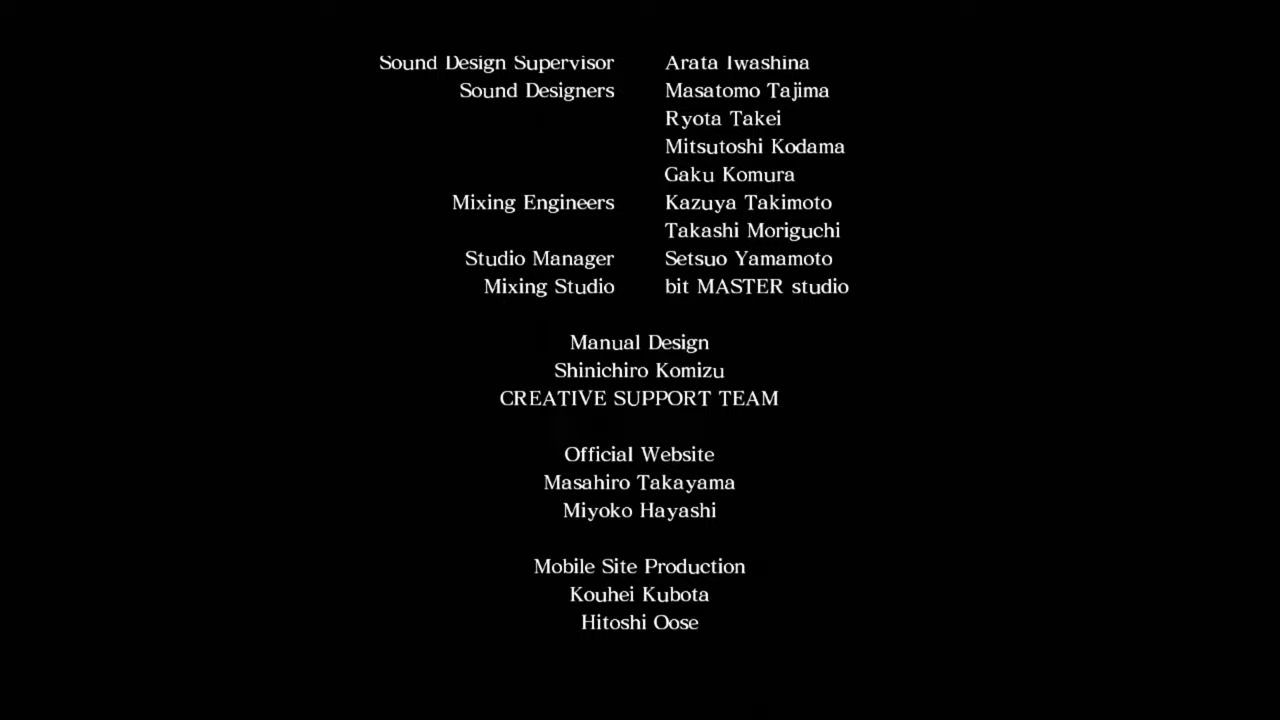 Sound Design Supervisor Arata Iwashina
Sound Designers Masatomo Tajima
Ryota Takei
Mitsutoshi Kodama
Gaku Komura
Mixing Engineers Kazuya Takimoto
Takashi Moriguchi
Studio Manager Setsuo Yamamoto
Mixing Studio bit MASTER studio
Manual Design
Shinichiro Komizu
CREATIVE SUPPORT TEAM
Official Website
Masahiro Takayama
Miyoko Hayashi
Mobile Site Production
Kouhei Kubota
Hitoshi Oose